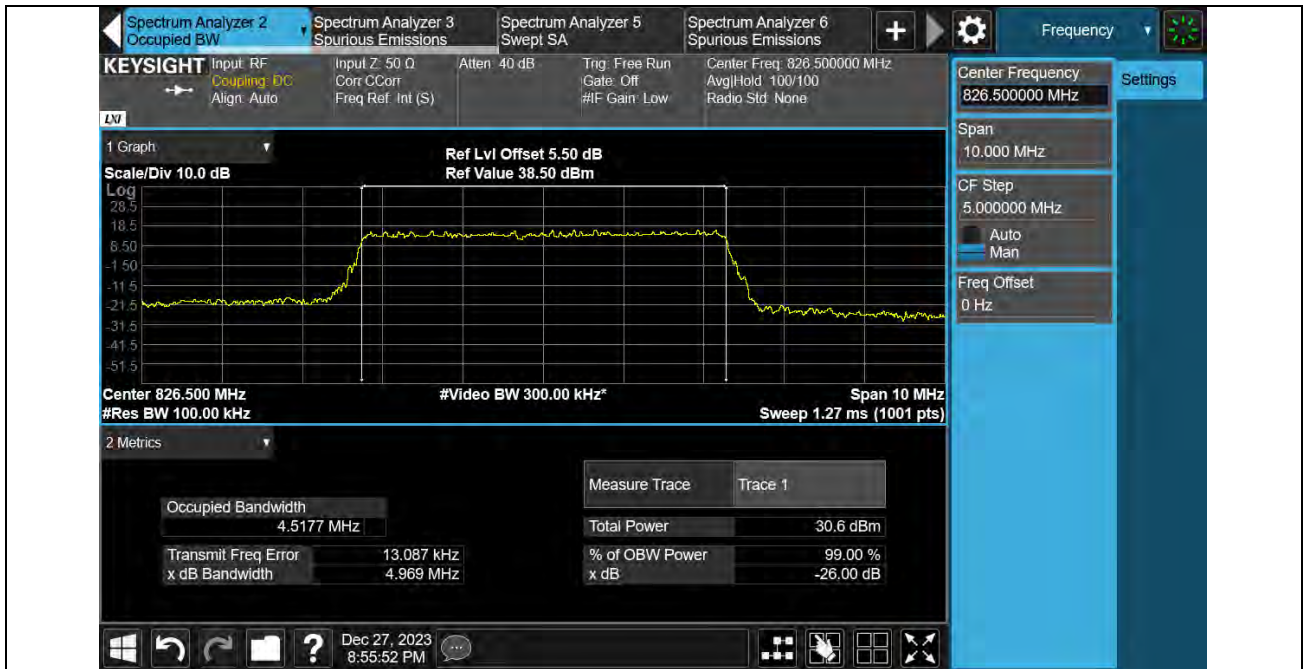 Spectrum Analyzer 2
Occupied BW
Spectrum Analyzer 3
Spurious Emissions
Spectrum Analyzer 5
Swept SA
Spectrum Analyzer 6
Spurious Emissions
+
Frequency
KEYSIGHT
LXI
Input: RF
Coupling: DC
Align: Auto
Input Z: 50 Ω
Corr CCorr
Freq Ref: Int (S)
Atten: 40 dB
Trig: Free Run
Gate: Off
#IF Gain: Low
Center Freq: 826.500000 MHz
Avg|Hold: 100/100
Radio Std: None
Center Frequency
826.500000 MHz
Settings
Span
10.000 MHz
CF Step
5.000000 MHz
Auto
Man
Freq Offset
0 Hz
1 Graph
Scale/Div 10.0 dB
Ref Lvl Offset 5.50 dB
Ref Value 38.50 dBm
Log
28.5
18.5
8.50
-1.50
-11.5
-21.5
-31.5
-41.5
-51.5
Center 826.500 MHz
#Video BW 300.00 kHz*
Span 10 MHz
#Res BW 100.00 kHz
Sweep 1.27 ms (1001 pts)
2 Metrics
Measure Trace Trace 1
Occupied Bandwidth
4.5177 MHz
Total Power 30.6 dBm
Transmit Freq Error 13.087 kHz
% of OBW Power 99.00 %
x dB Bandwidth 4.969 MHz
x dB -26.00 dB
?
Dec 27, 2023
8:55:52 PM